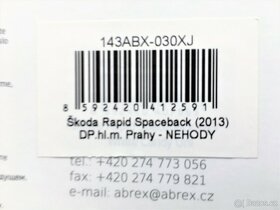 143ABX-030XJ
8 592420 412591
Škoda Rapid Spaceback (2013)
DP.hl.m. Prahy - NEHODY
tel.: +420 274 773 056
fax: +420 274 779 821
e-mail: abrex@abrex.cz